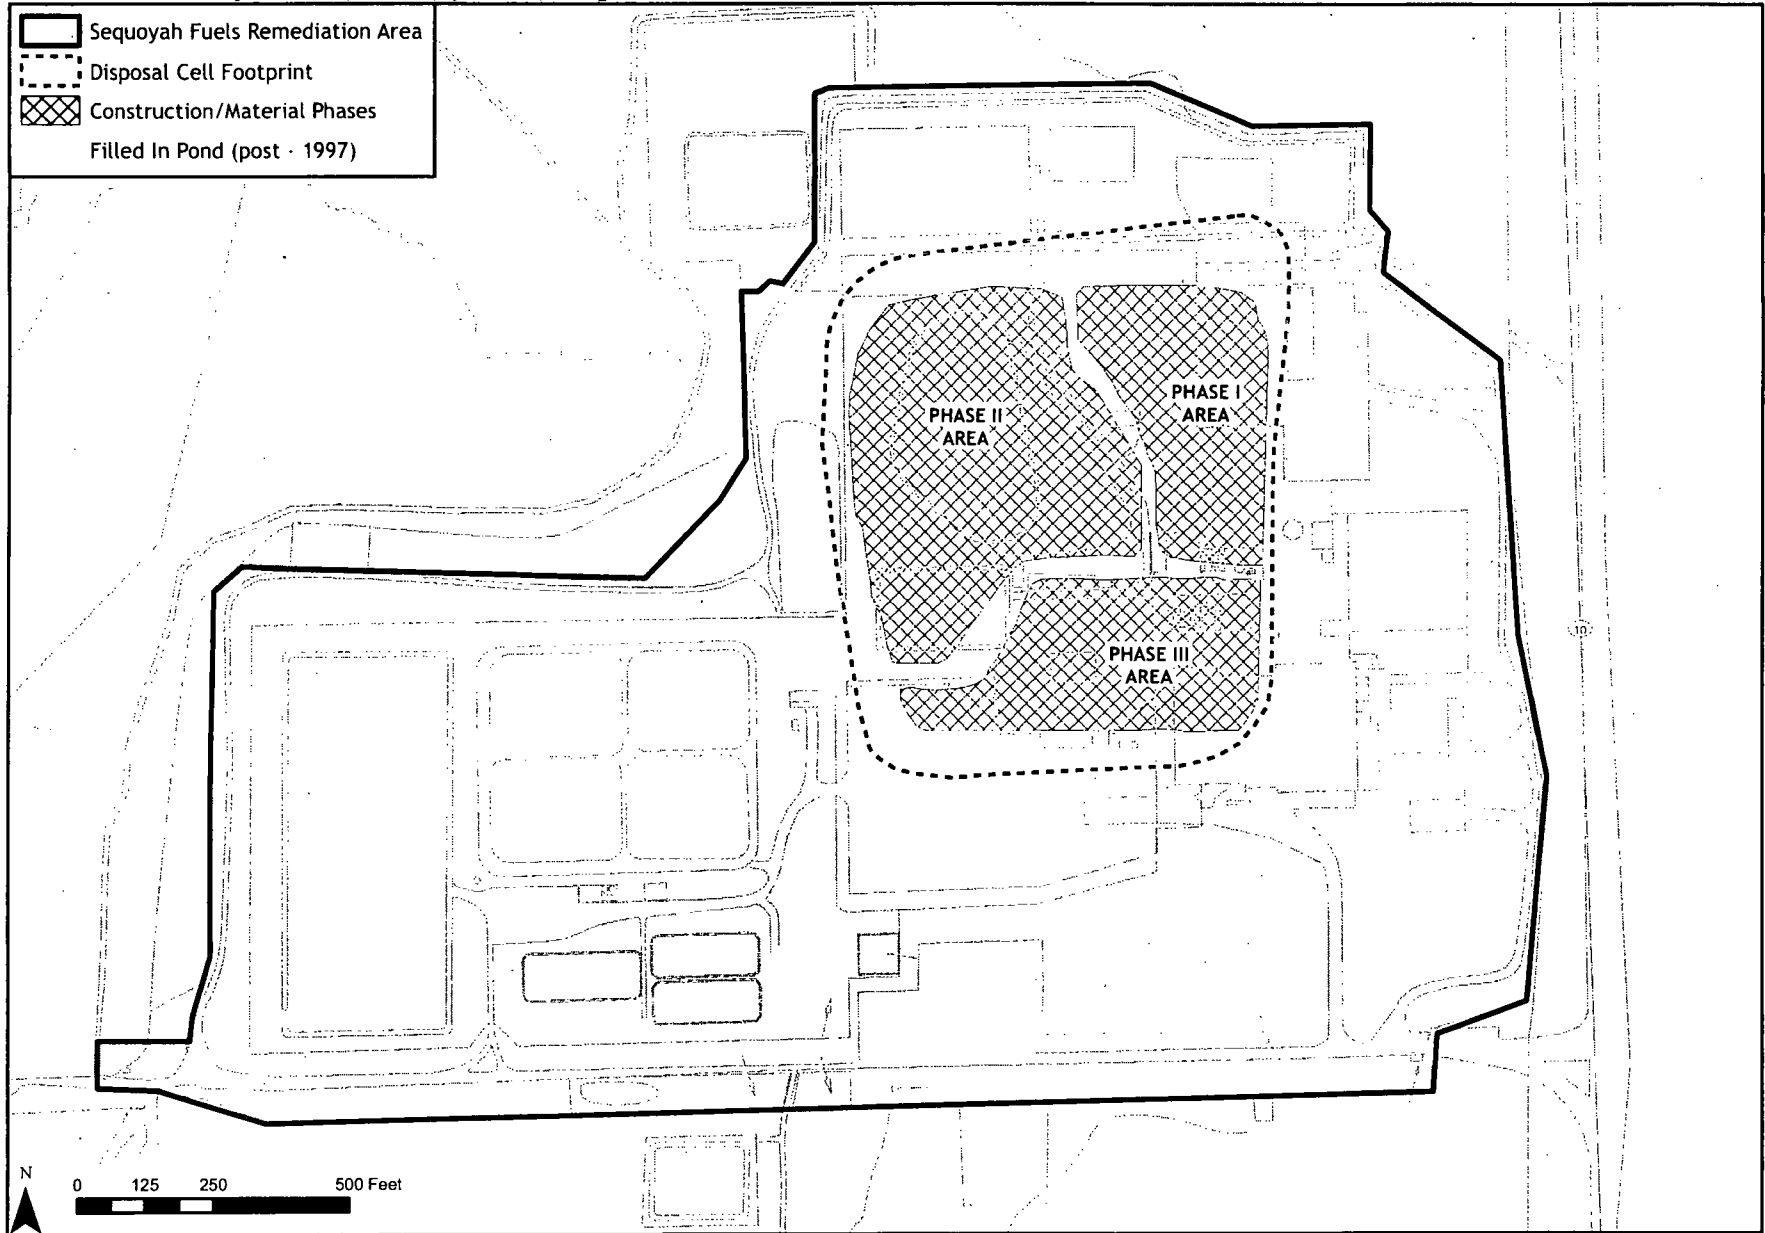 Sequoyah Fuels Remediation Area
Disposal Cell Footprint
Construction/Material Phases
Filled In Pond (post - 1997)
PHASE I
AREA
PHASE II
AREA
10
PHASE III
AREA
N
0 125 250 500 Feet